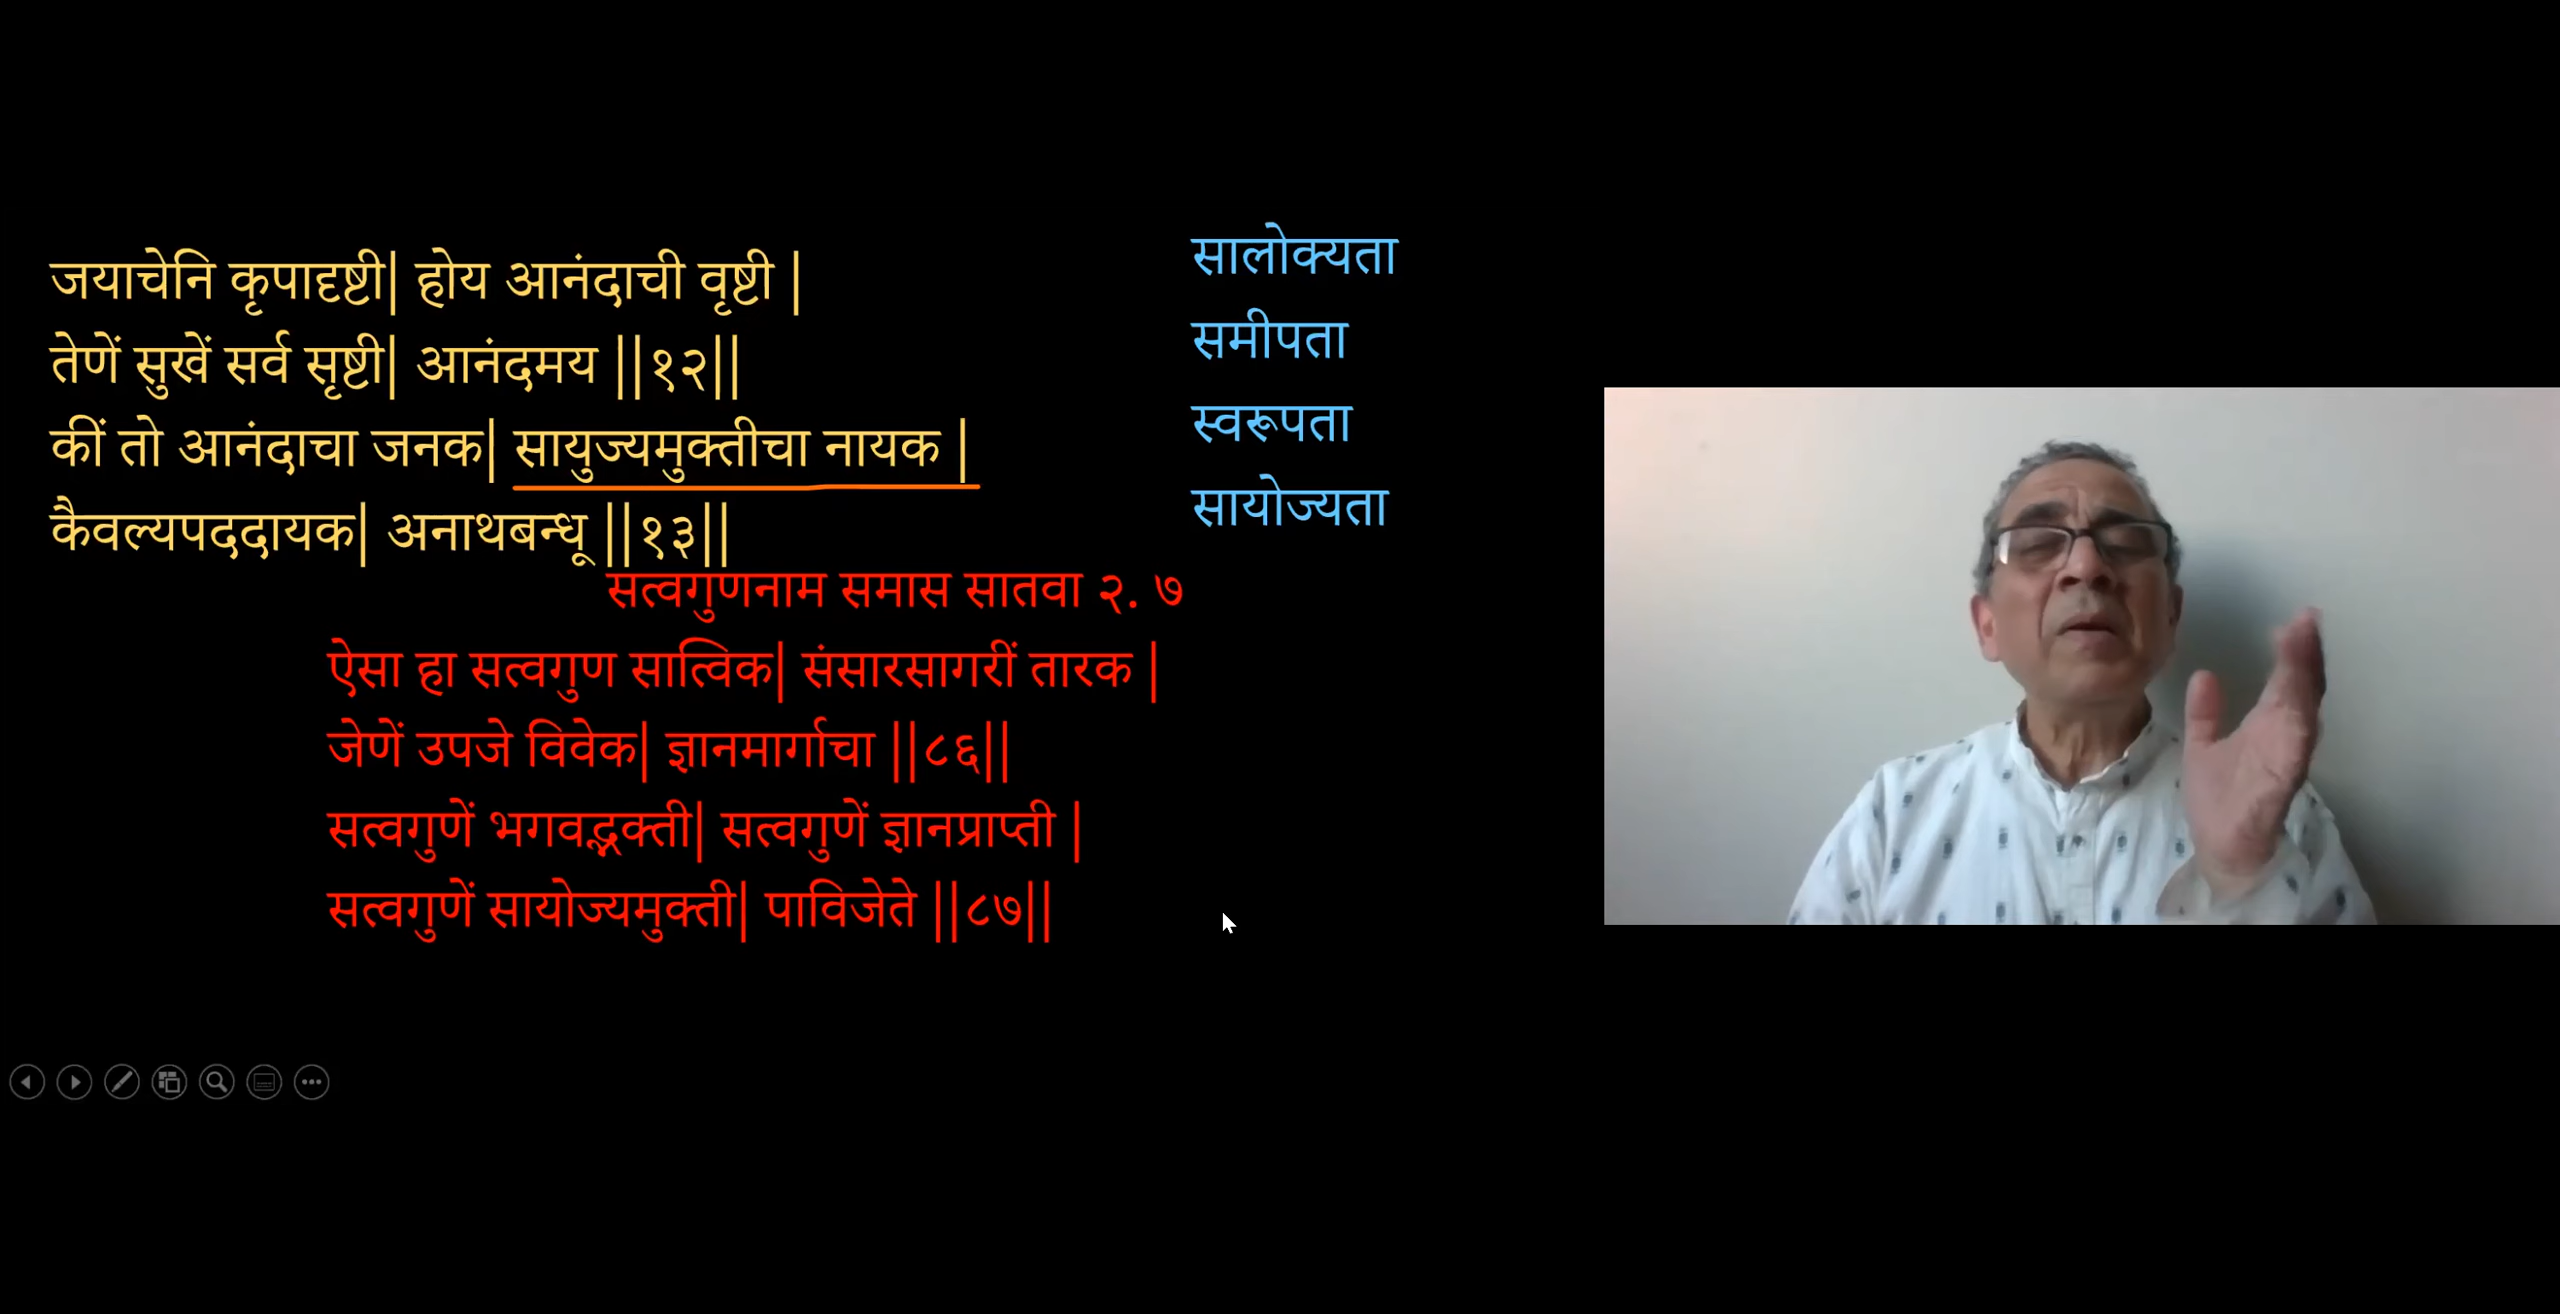 जयाचेनि कृपादृष्टी| होय आनंदाची वृष्टी |
तेणें सुखें सर्व सृष्टी| आनंदमय ||१२||
कीं तो आनंदाचा जनक| सायुज्यमुक्तीचा नायक |
कैवल्यपददायक| अनाथबन्धू ||१३||
सत्वगुणनाम समास सातवा २. ७
ऐसा हा सत्वगुण सात्विक| संसारसागरीं तारक |
जेणें उपजे विवेक| ज्ञानमार्गाचा ||८६||
सत्वगुणें भगवद्भक्ती| सत्वगुणें ज्ञानप्राप्ती |
सत्वगुणें सायोज्यमुक्ती| पाविजेते ||८७||
सालोक्यता
समीपता
स्वरूपता
सायोज्यता